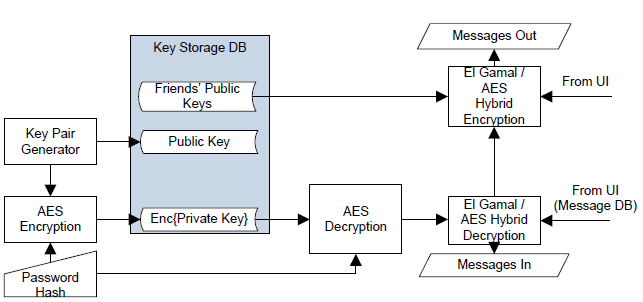 Messages Out
Key Storage DB
Friends' Public
Keys
El Gamal /
AES
Hybrid
Encryption
From UI
Key Pair
Generator
Public Key
AES
Encryption
Enc{Private Key}
AES
Decryption
El Gamal /
AES Hybrid
Decryption
From UI
(Message DB)
Password
Hash
Messages In